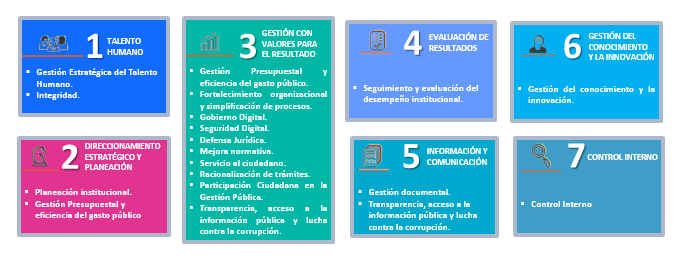 1 TALENTO
HUMANO
▪ Gestión Estratégica del Talento
Humano.
▪ Integridad.
2 DIRECCIONAMIENTO
ESTRATÉGICO Y
PLANEACIÓN
▪ Planeación institucional.
▪ Gestión Presupuestal y
eficiencia del gasto público
3 GESTIÓN CON
VALORES PARA
EL RESULTADO
▪ Gestión Presupuestal y
eficiencia del gasto público.
▪ Fortalecimiento organizacional
y simplificación de procesos.
▪ Gobierno Digital.
▪ Seguridad Digital.
▪ Defensa Jurídica.
▪ Mejora normativa.
▪ Servicio al ciudadano.
▪ Racionalización de trámites.
▪ Participación Ciudadana en la
Gestión Pública.
▪ Transparencia, acceso a la
información pública y lucha
contra la corrupción.
4 EVALUACIÓN DE
RESULTADOS
▪ Seguimiento y evaluación del
desempeño institucional.
5 INFORMACIÓN Y
COMUNICACIÓN
▪ Gestión documental.
▪ Transparencia, acceso a la
información pública y lucha
contra la corrupción.
6 GESTIÓN DEL
CONOCIMIENTO
Y LA INNOVACIÓN
▪ Gestión del conocimiento y la
innovación.
7 CONTROL INTERNO
▪ Control Interno